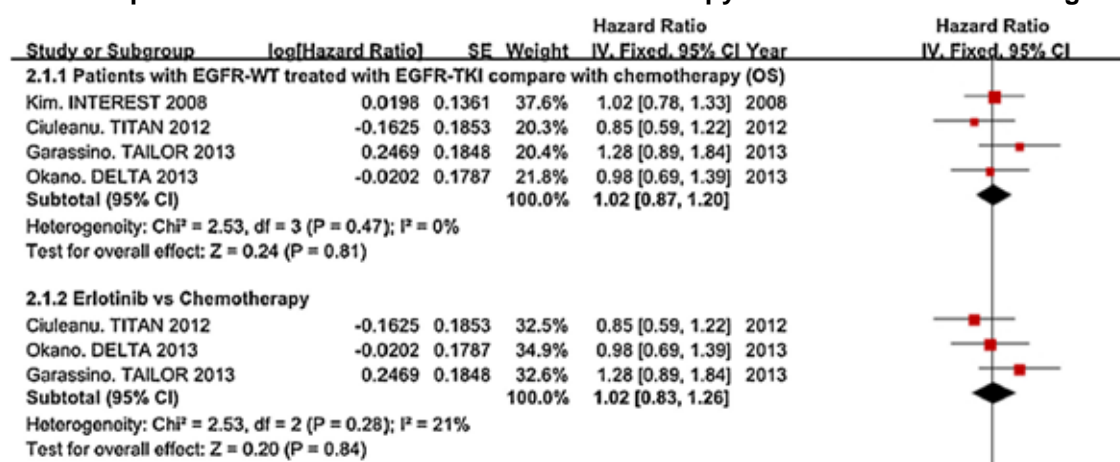 Hazard Ratio Hazard Ratio
Study or Subgroup log[Hazard Ratio] SE Weight IV, Fixed, 95% CI Year IV, Fixed, 95% CI
2.1.1 Patients with EGFR-WT treated with EGFR-TKI compare with chemotherapy (OS)
Kim. INTEREST 2008 0.0198 0.1361 37.6% 1.02 [0.78, 1.33] 2008
Ciuleanu. TITAN 2012 -0.1625 0.1853 20.3% 0.85 [0.59, 1.22] 2012
Garassino. TAILOR 2013 0.2469 0.1848 20.4% 1.28 [0.89, 1.84] 2013
Okano. DELTA 2013 -0.0202 0.1787 21.8% 0.98 [0.69, 1.39] 2013
Subtotal (95% CI) 100.0% 1.02 [0.87, 1.20]
Heterogeneity: Chi² = 2.53, df = 3 (P = 0.47); I² = 0%
Test for overall effect: Z = 0.24 (P = 0.81)
2.1.2 Erlotinib vs Chemotherapy
Ciuleanu. TITAN 2012 -0.1625 0.1853 32.5% 0.85 [0.59, 1.22] 2012
Okano. DELTA 2013 -0.0202 0.1787 34.9% 0.98 [0.69, 1.39] 2013
Garassino. TAILOR 2013 0.2469 0.1848 32.6% 1.28 [0.89, 1.84] 2013
Subtotal (95% CI) 100.0% 1.02 [0.83, 1.26]
Heterogeneity: Chi² = 2.53, df = 2 (P = 0.28); I² = 21%
Test for overall effect: Z = 0.20 (P = 0.84)